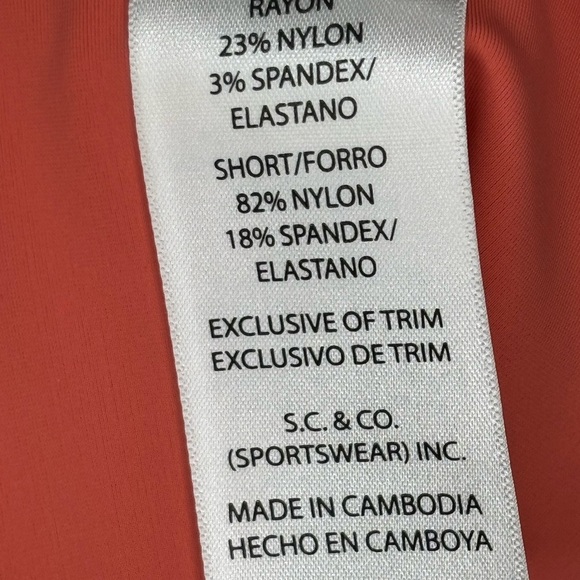 RAYON
23% NYLON
3% SPANDEX/
ELASTANO
SHORT/FORRO
82% NYLON
18% SPANDEX/
ELASTANO
EXCLUSIVE OF TRIM
EXCLUSIVO DE TRIM
S.C. & CO.
(SPORTSWEAR) INC.
MADE IN CAMBODIA
HECHO EN CAMBOYA